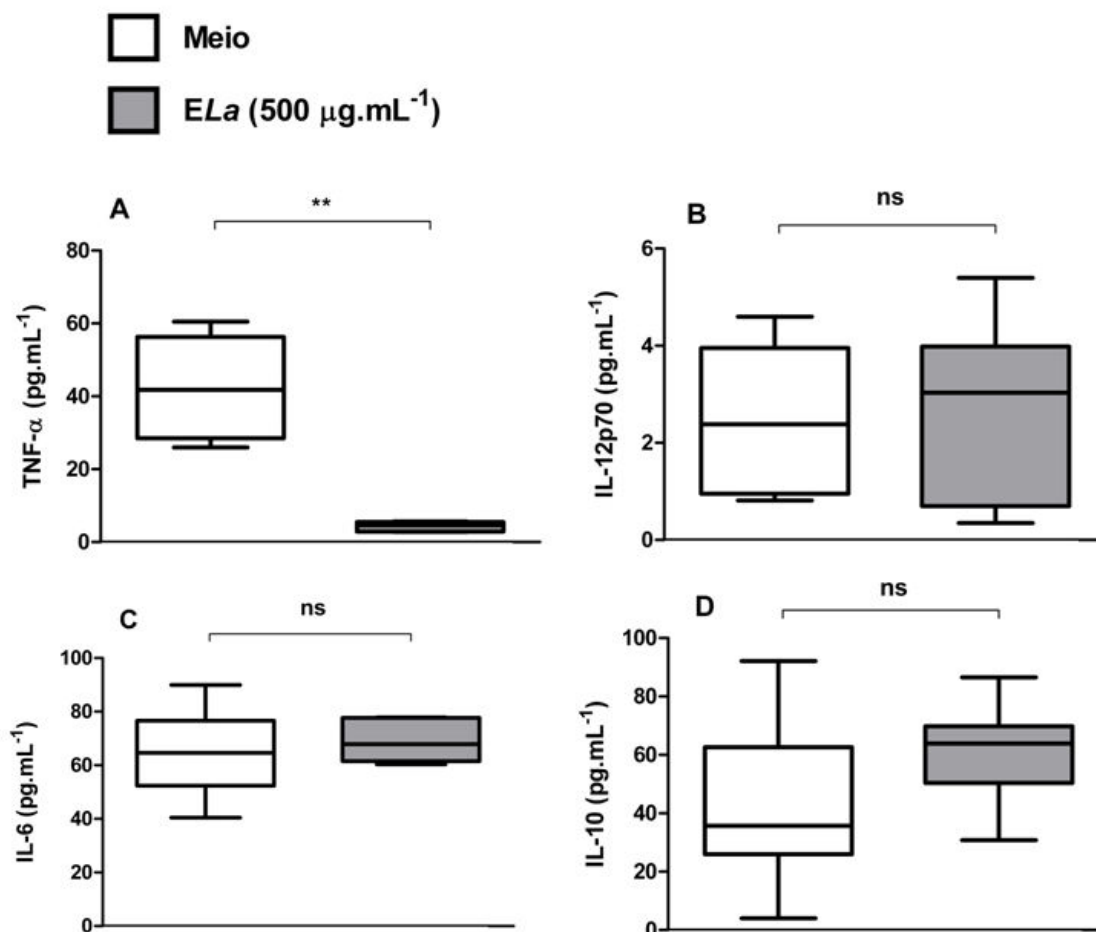 Meio
ELa (500 μg.mL⁻¹)
A
**
TNF-α (pg.mL⁻¹)
80
60
40
20
0
B
ns
IL-12p70 (pg.mL⁻¹)
6
4
2
0
C
ns
IL-6 (pg.mL⁻¹)
100
80
60
40
20
0
D
ns
IL-10 (pg.mL⁻¹)
100
80
60
40
20
0